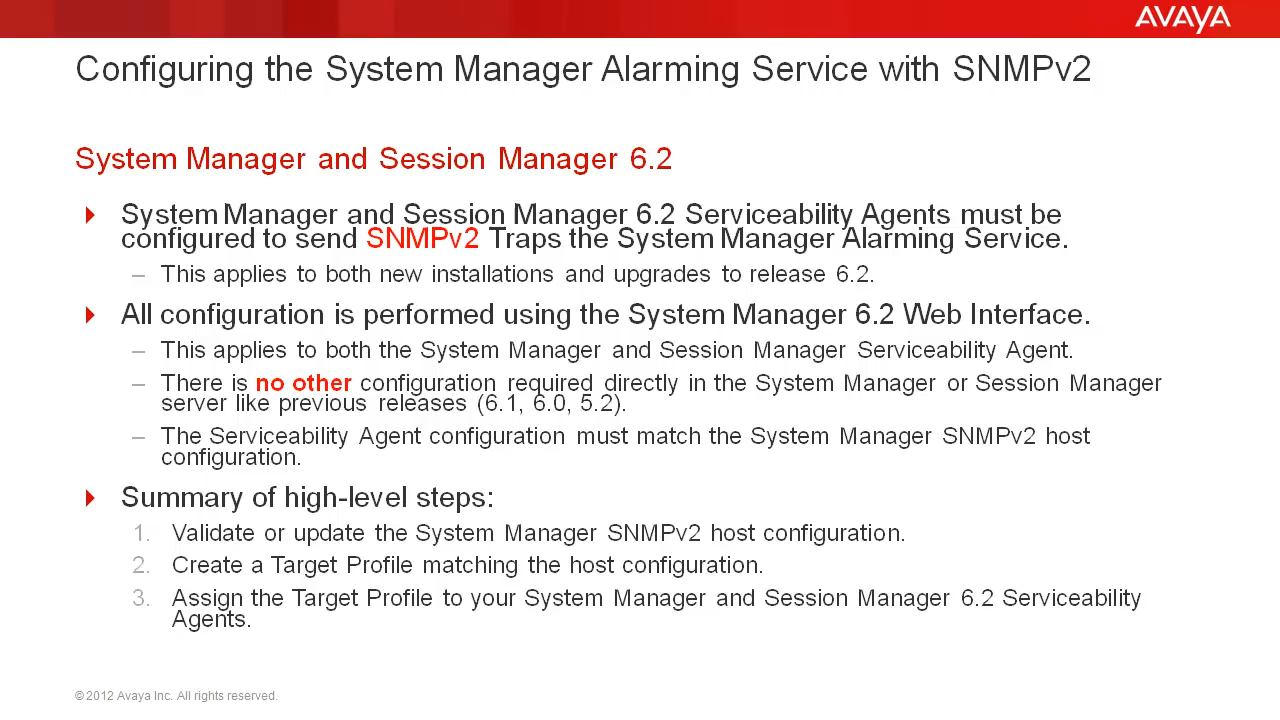 AVAYA
Configuring the System Manager Alarming Service with SNMPv2
System Manager and Session Manager 6.2
System Manager and Session Manager 6.2 Serviceability Agents must be
configured to send SNMPv2 Traps the System Manager Alarming Service.
– This applies to both new installations and upgrades to release 6.2.
All configuration is performed using the System Manager 6.2 Web Interface.
– This applies to both the System Manager and Session Manager Serviceability Agent.
– There is no other configuration required directly in the System Manager or Session Manager
server like previous releases (6.1, 6.0, 5.2).
– The Serviceability Agent configuration must match the System Manager SNMPv2 host
configuration.
Summary of high-level steps:
1. Validate or update the System Manager SNMPv2 host configuration.
2. Create a Target Profile matching the host configuration.
3. Assign the Target Profile to your System Manager and Session Manager 6.2 Serviceability
Agents.
© 2012 Avaya Inc. All rights reserved.